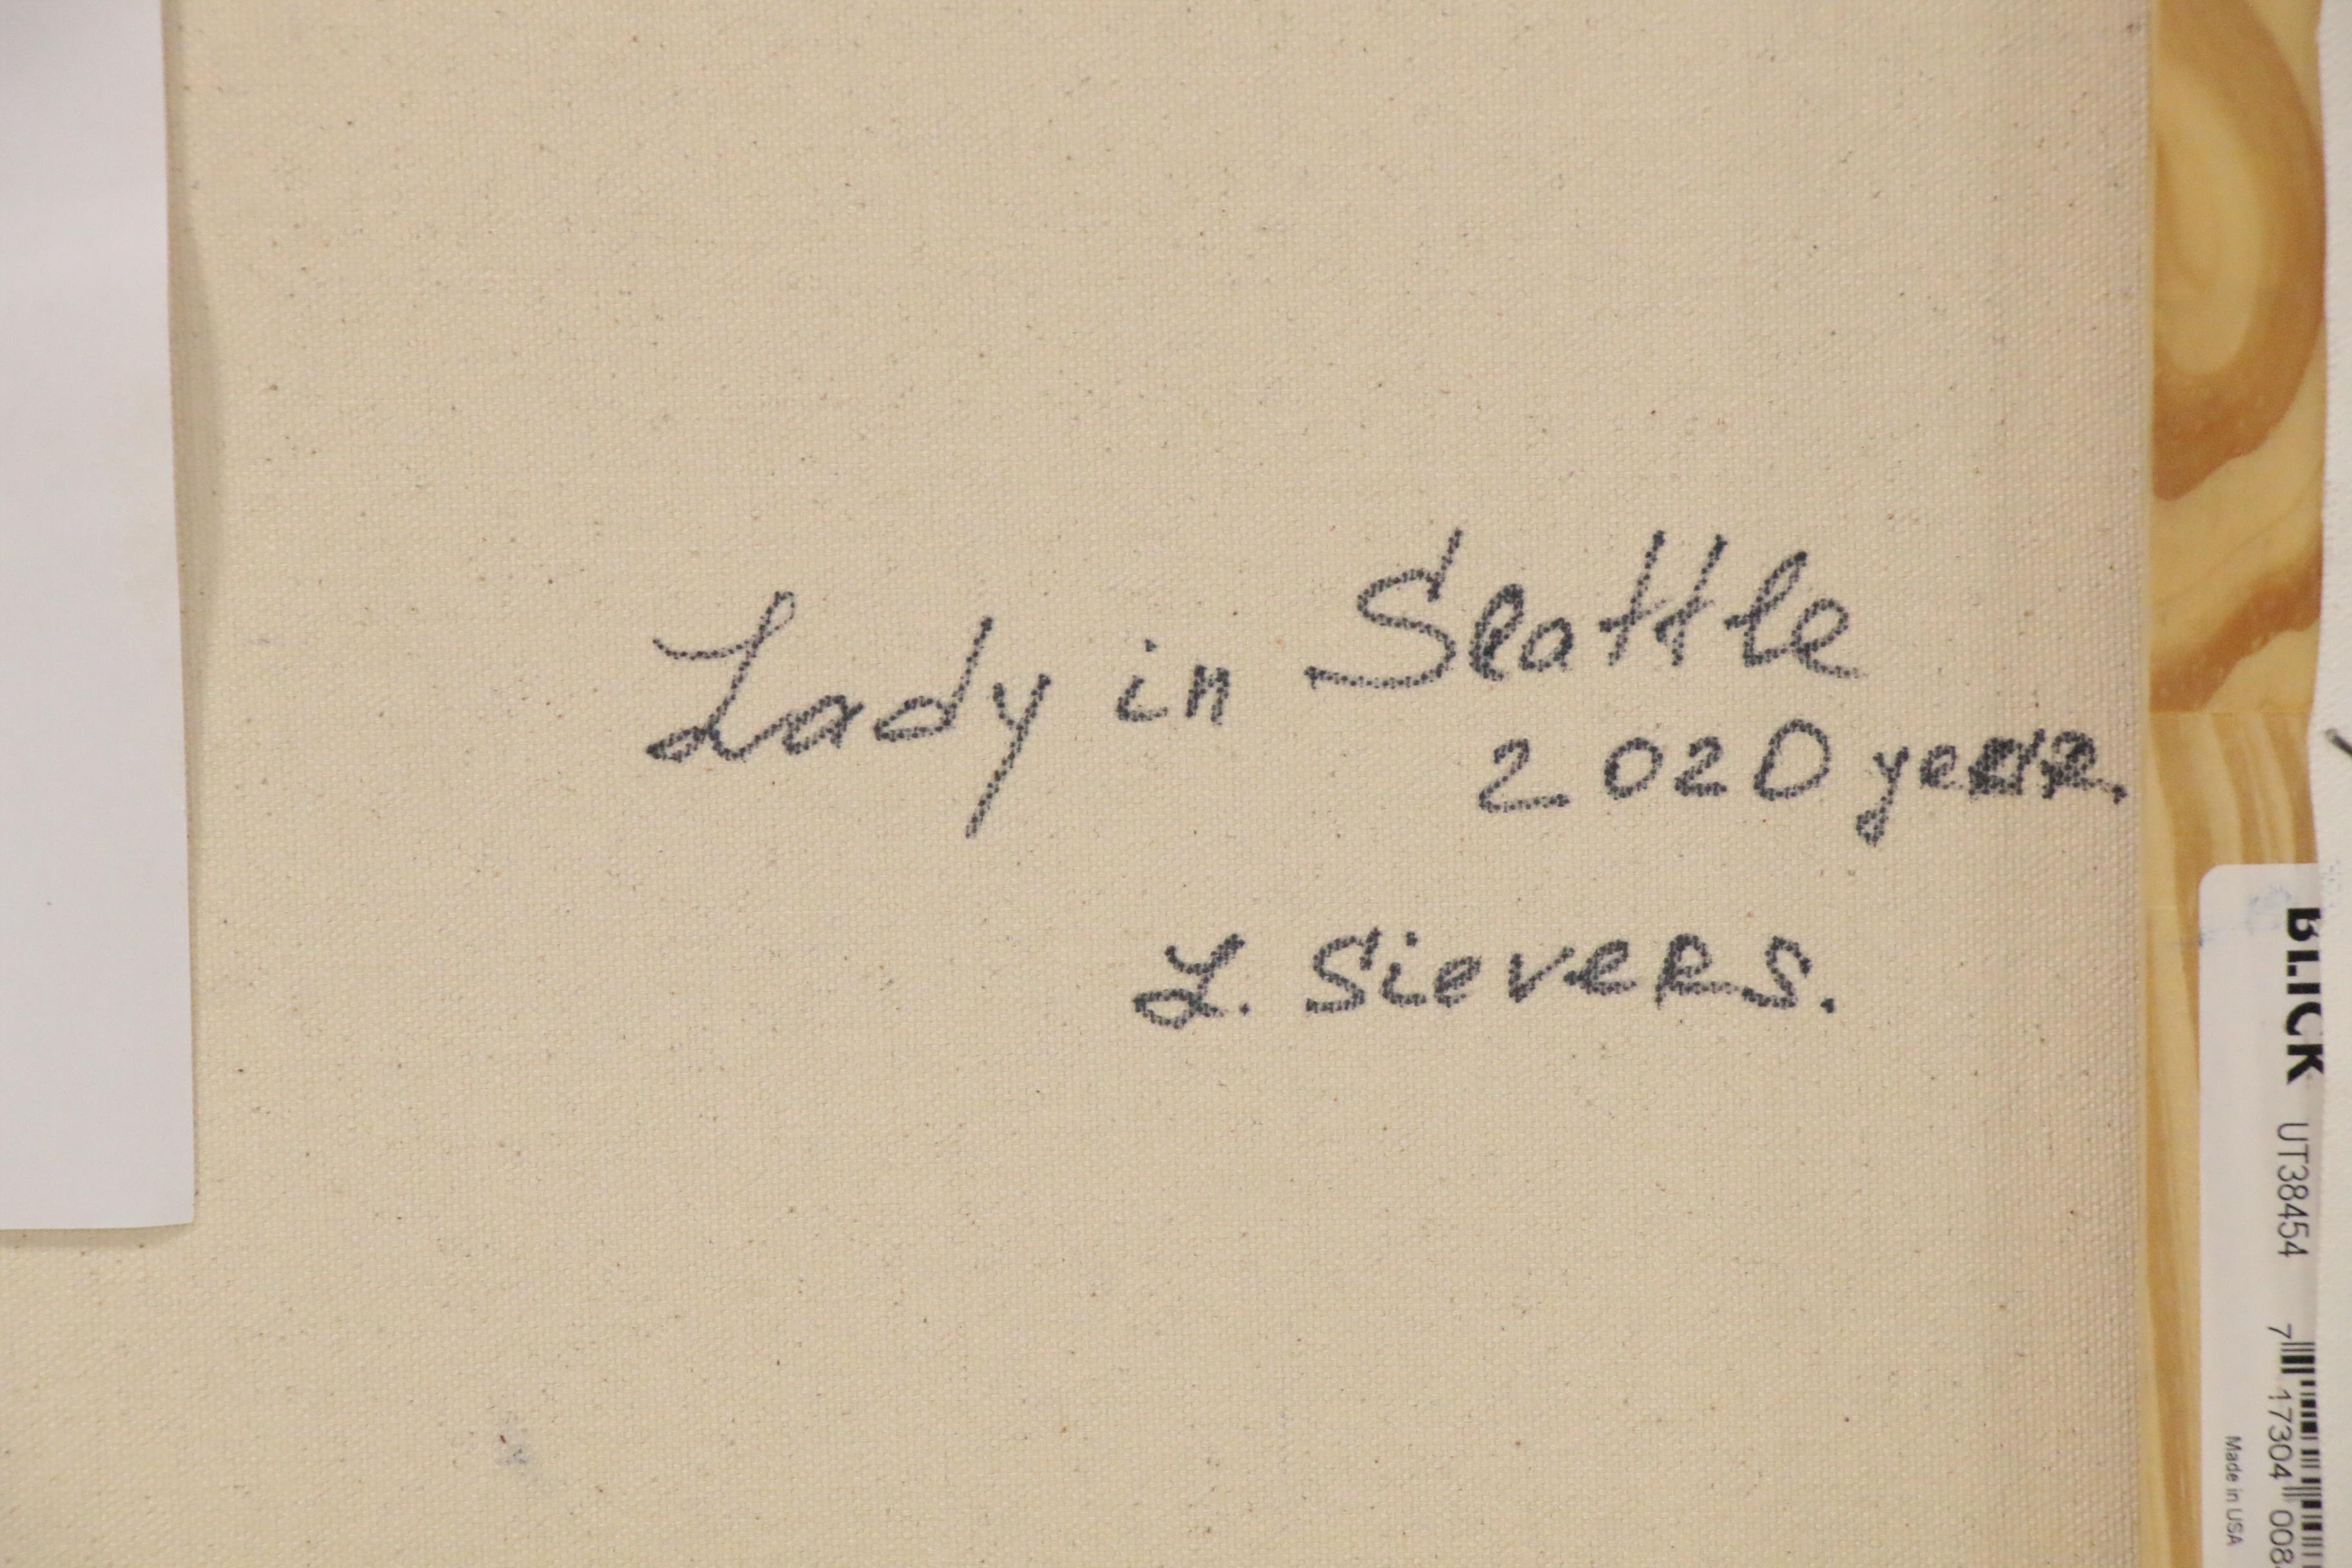 Lady in Seattle
2020 year.
L. Sievers.
BLICK UT38454
7 17304 008
Made in USA